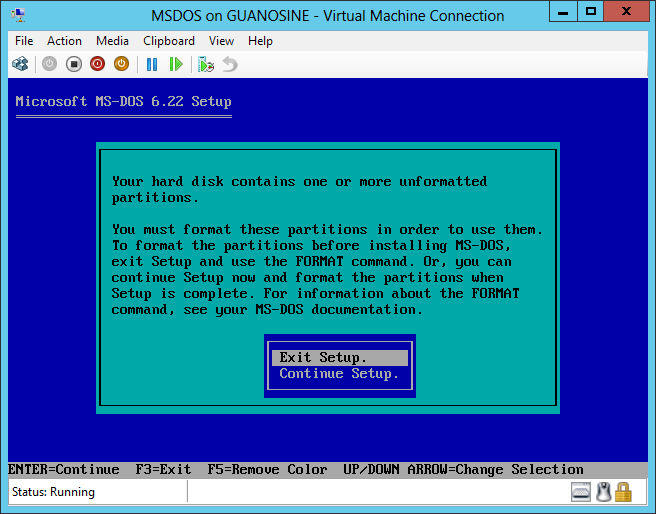 MSDOS on GUANOSINE - Virtual Machine Connection
File Action Media Clipboard View Help
Microsoft MS-DOS 6.22 Setup
Your hard disk contains one or more unformatted
partitions.
You must format these partitions in order to use them.
To format the partitions before installing MS-DOS,
exit Setup and use the FORMAT command. Or, you can
continue Setup now and format the partitions when
Setup is complete. For information about the FORMAT
command, see your MS-DOS documentation.
Exit Setup.
Continue Setup.
ENTER=Continue F3=Exit F5=Remove Color UP/DOWN ARROW=Change Selection
Status: Running